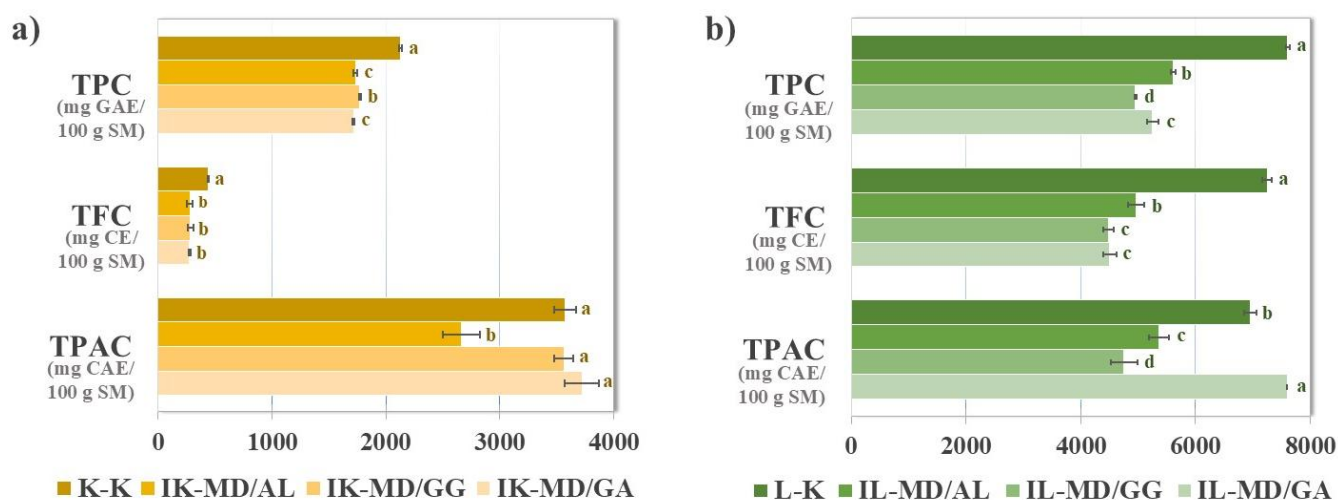 a)
TPC
(mg GAE/
100 g SM)
a
c
b
c
TFC
(mg CE/
100 g SM)
a
b
b
b
TPAC
(mg CAE/
100 g SM)
a
b
a
a
0 1000 2000 3000 4000
K-K IK-MD/AL IK-MD/GG IK-MD/GA
b)
TPC
(mg GAE/
100 g SM)
a
b
d
c
TFC
(mg CE/
100 g SM)
a
b
c
c
TPAC
(mg CAE/
100 g SM)
b
c
d
a
0 2000 4000 6000 8000
L-K IL-MD/AL IL-MD/GG IL-MD/GA